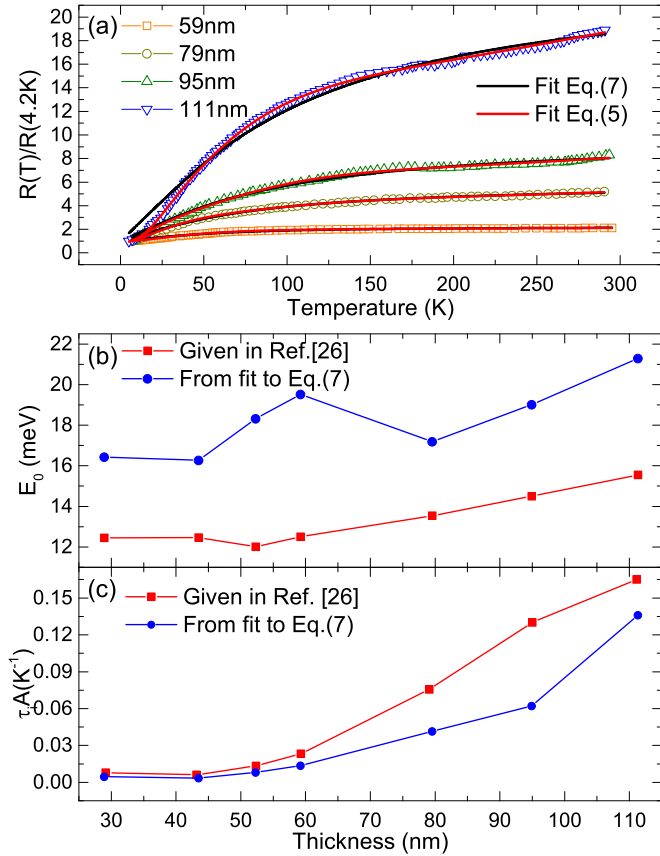 (a)
59nm
79nm
95nm
111nm
Fit Eq.(7)
Fit Eq.(5)
R(T)/R(4.2K)
20
18
16
14
12
10
8
6
4
2
0
0 50 100 150 200 250 300
Temperature (K)
(b)
Given in Ref.[26]
From fit to Eq.(7)
E₀ (meV)
22
20
18
16
14
12
(c)
Given in Ref. [26]
From fit to Eq.(7)
τ.A(K⁻¹)
0.15
0.12
0.09
0.06
0.03
0.00
30 40 50 60 70 80 90 100 110
Thickness (nm)